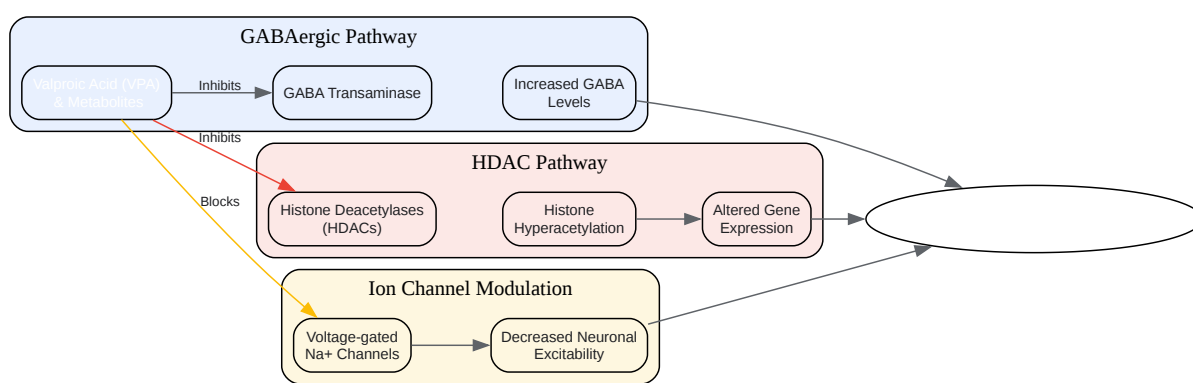 GABAergic Pathway
Valproic Acid (VPA)
& Metabolites
Inhibits
GABA Transaminase
Increased GABA
Levels
Inhibits
HDAC Pathway
Blocks
Histone Deacetylases
(HDACs)
Histone
Hyperacetylation
Altered Gene
Expression
Ion Channel Modulation
Voltage-gated
Na+ Channels
Decreased Neuronal
Excitability